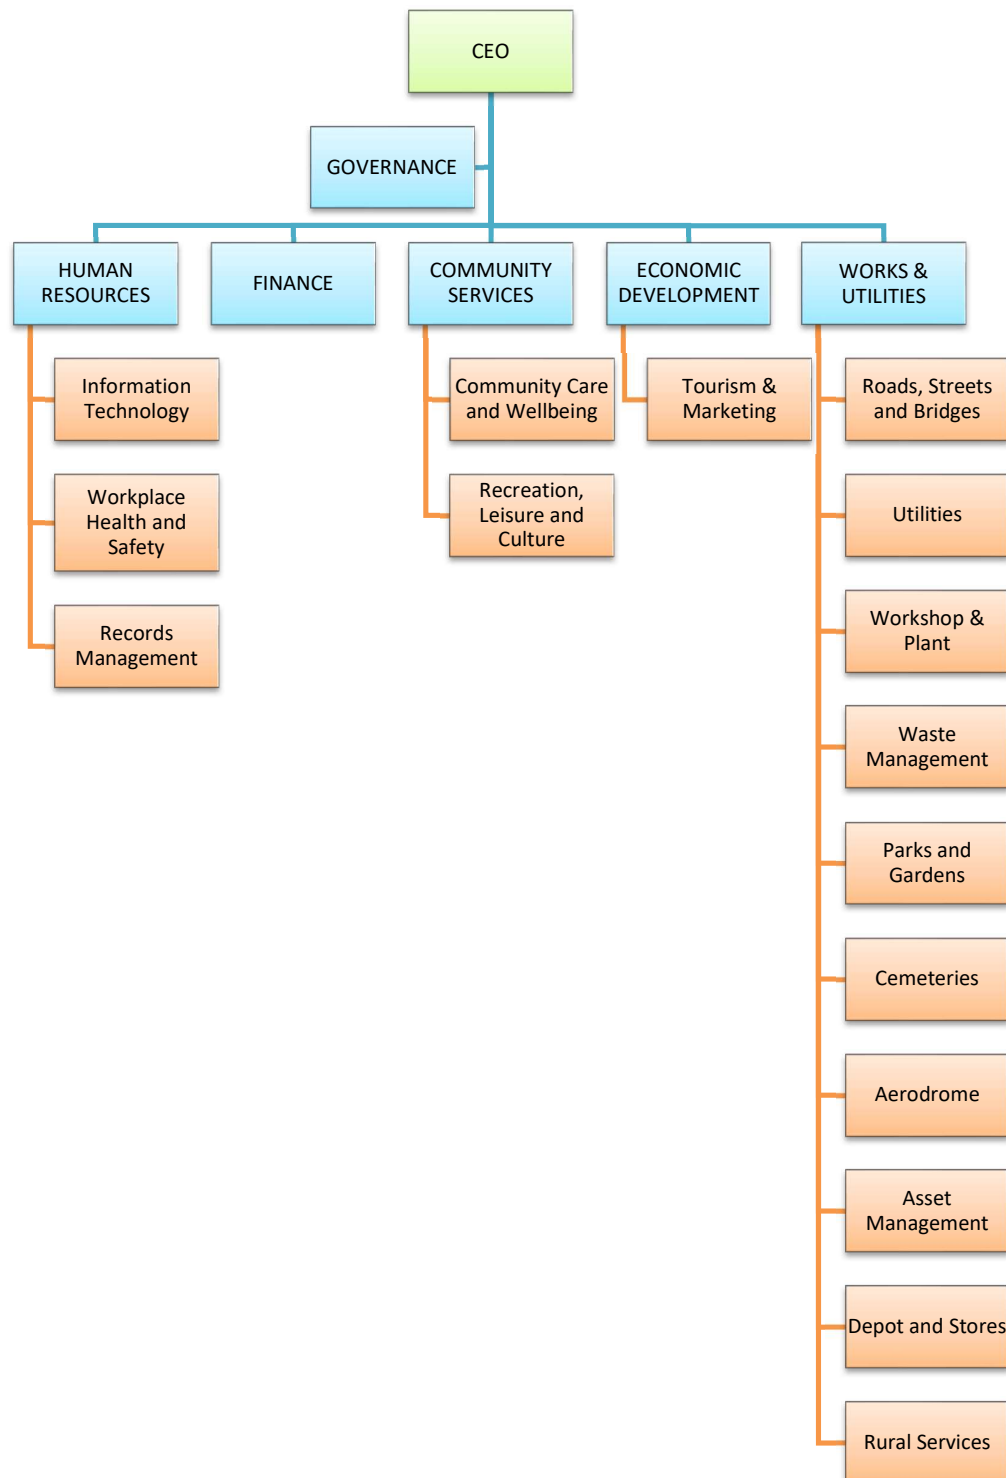 CEO
GOVERNANCE
HUMAN
RESOURCES
FINANCE
COMMUNITY
SERVICES
ECONOMIC
DEVELOPMENT
WORKS &
UTILITIES
Information
Technology
Workplace
Health and
Safety
Records
Management
Community Care
and Wellbeing
Recreation,
Leisure and
Culture
Tourism &
Marketing
Roads, Streets
and Bridges
Utilities
Workshop &
Plant
Waste
Management
Parks and
Gardens
Cemeteries
Aerodrome
Asset
Management
Depot and Stores
Rural Services